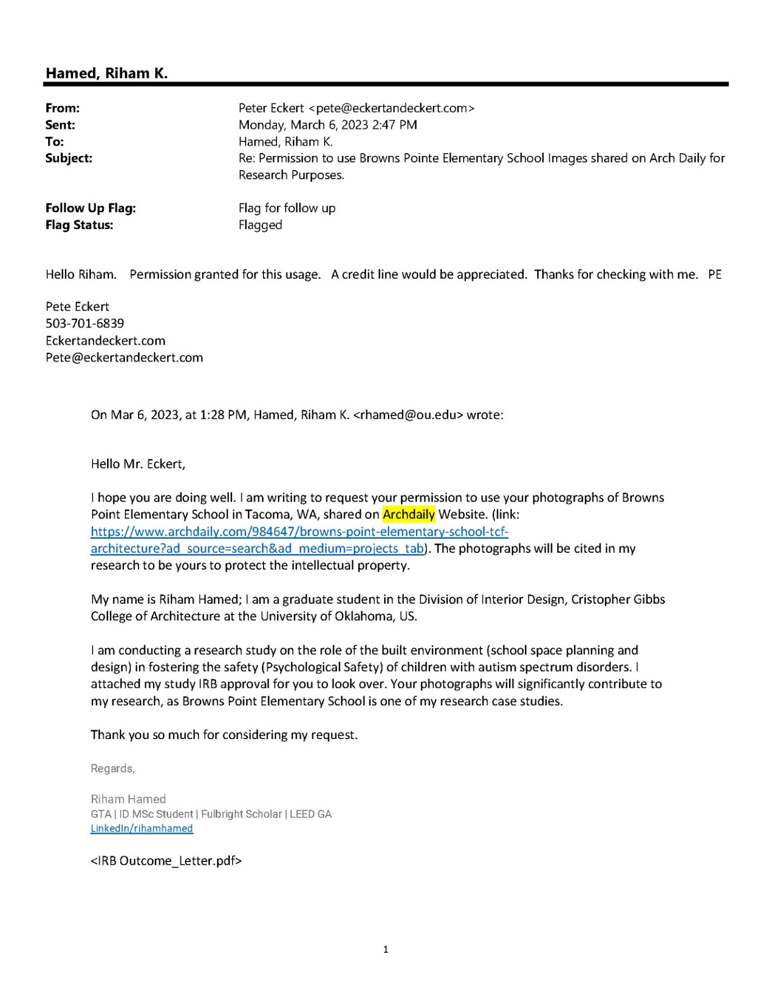 Hamed, Riham K.
From: Peter Eckert <pete@eckertandeckert.com>
Sent: Monday, March 6, 2023 2:47 PM
To: Hamed, Riham K.
Subject: Re: Permission to use Browns Pointe Elementary School Images shared on Arch Daily for
Research Purposes.
Follow Up Flag: Flag for follow up
Flag Status: Flagged
Hello Riham. Permission granted for this usage. A credit line would be appreciated. Thanks for checking with me. PE
Pete Eckert
503-701-6839
Eckertandeckert.com
Pete@eckertandeckert.com
On Mar 6, 2023, at 1:28 PM, Hamed, Riham K. <rhamed@ou.edu> wrote:
Hello Mr. Eckert,
I hope you are doing well. I am writing to request your permission to use your photographs of Browns
Point Elementary School in Tacoma, WA, shared on Archdaily Website. (link:
https://www.archdaily.com/984647/browns-point-elementary-school-tcf-
architecture?ad_source=search&ad_medium=projects_tab). The photographs will be cited in my
research to be yours to protect the intellectual property.
My name is Riham Hamed; I am a graduate student in the Division of Interior Design, Cristopher Gibbs
College of Architecture at the University of Oklahoma, US.
I am conducting a research study on the role of the built environment (school space planning and
design) in fostering the safety (Psychological Safety) of children with autism spectrum disorders. I
attached my study IRB approval for you to look over. Your photographs will significantly contribute to
my research, as Browns Point Elementary School is one of my research case studies.
Thank you so much for considering my request.
Regards,
Riham Hamed
GTA | ID MSc Student | Fulbright Scholar | LEED GA
LinkedIn/rihamhamed
<IRB Outcome_Letter.pdf>
1